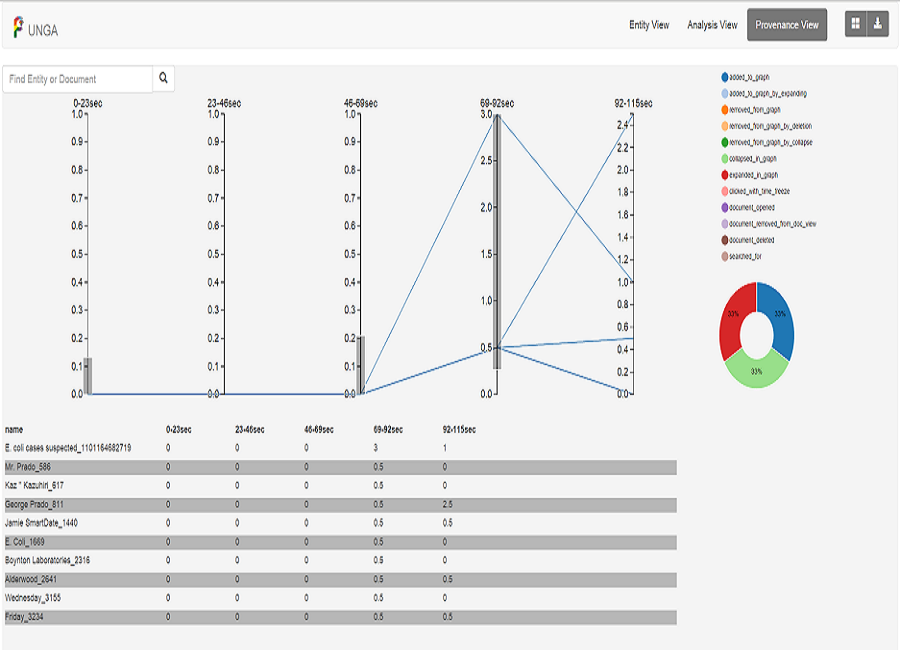 UNGA
Entity View Analysis View Provenance View
Find Entity or Document
0-23sec 23-46sec 46-69sec 69-92sec 92-115sec
1.0 0.9 0.8 0.7 0.6 0.5 0.4 0.3 0.2 0.1 0.0
1.0 0.9 0.8 0.7 0.6 0.5 0.4 0.3 0.2 0.1 0.0
1.0 0.9 0.8 0.7 0.6 0.5 0.4 0.3 0.2 0.1 0.0
3.0 2.5 2.0 1.5 1.0 0.5 0.0
2.4 2.2 2.0 1.8 1.6 1.4 1.2 1.0 0.8 0.6 0.4 0.2 0.0
added_to_graph
added_to_graph_by_expanding
removed_from_graph
removed_from_graph_by_deletion
removed_from_graph_by_collapse
collapsed_in_graph
expanded_in_graph
clicked_with_time_freeze
document_opened
document_removed_from_doc_view
document_deleted
searched_for
33% 33%
33%
name 0-23sec 23-46sec 46-69sec 69-92sec 92-115sec
E. coli cases suspected_1101164682719 0 0 0 3 1
Mr. Prado_586 0 0 0 0.5 0
Kaz " Kazuhiri_617 0 0 0 0.5 0
George Prado_811 0 0 0 0.5 2.5
Jamie SmartDate_1440 0 0 0 0.5 0.5
E. Coli_1669 0 0 0 0.5 0
Boynton Laboratories_2316 0 0 0 0.5 0
Alderwood_2641 0 0 0 0.5 0.5
Wednesday_3155 0 0 0 0.5 0
Friday_3234 0 0 0 0.5 0.5